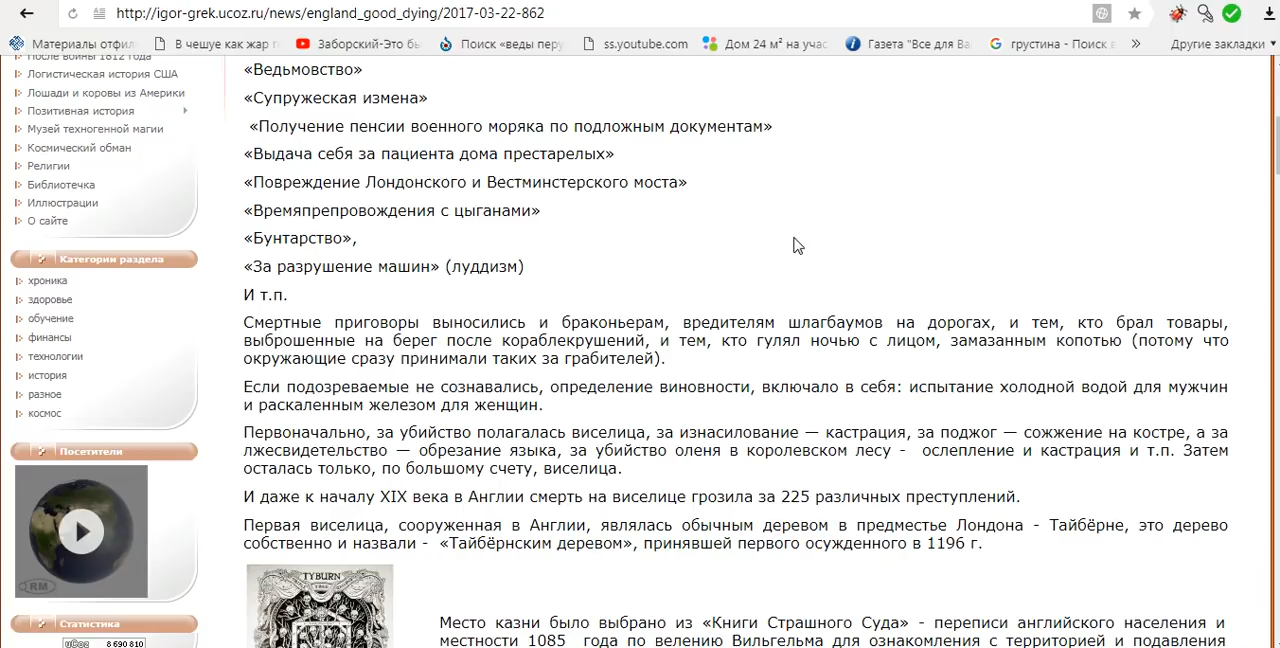 http://igor-grek.ucoz.ru/news/england_good_dying/2017-03-22-862
Материалы отфил
В чешуе как жар г
Заборский-Это бы
Поиск «веды перу
ss.youtube.com
Дом 24 м² на учас
Газета "Все для Ва
грустина - Поиск в
»
Другие закладки
После войны 1812 года
Логистическая история США
Лошади и коровы из Америки
Позитивная история
Музей техногенной магии
Космический обман
Религии
Библиотечка
Иллюстрации
О сайте
Категории раздела
хроника
здоровье
обучение
финансы
технологии
история
разное
космос
Посетители
RM
Статистика
uCoz 8 690 810
«Ведьмовство»
«Супружеская измена»
«Получение пенсии военного моряка по подложным документам»
«Выдача себя за пациента дома престарелых»
«Повреждение Лондонского и Вестминстерского моста»
«Времяпрепровождения с цыганами»
«Бунтарство»,
«За разрушение машин» (луддизм)
И т.п.
Смертные приговоры выносились и браконьерам, вредителям шлагбаумов на дорогах, и тем, кто брал товары,
выброшенные на берег после кораблекрушений, и тем, кто гулял ночью с лицом, замазанным копотью (потому что
окружающие сразу принимали таких за грабителей).
Если подозреваемые не сознавались, определение виновности, включало в себя: испытание холодной водой для мужчин
и раскаленным железом для женщин.
Первоначально, за убийство полагалась виселица, за изнасилование — кастрация, за поджог — сожжение на костре, а за
лжесвидетельство — обрезание языка, за убийство оленя в королевском лесу - ослепление и кастрация и т.п. Затем
осталась только, по большому счету, виселица.
И даже к началу XIX века в Англии смерть на виселице грозила за 225 различных преступлений.
Первая виселица, сооруженная в Англии, являлась обычным деревом в предместье Лондона - Тайбёрне, это дерево
собственно и назвали - «Тайбёрнским деревом», принявшей первого осужденного в 1196 г.
TYBURN
Место казни было выбрано из «Книги Страшного Суда» - переписи английского населения и
местности 1085 года по велению Вильгельма для ознакомления с территорией и подавления